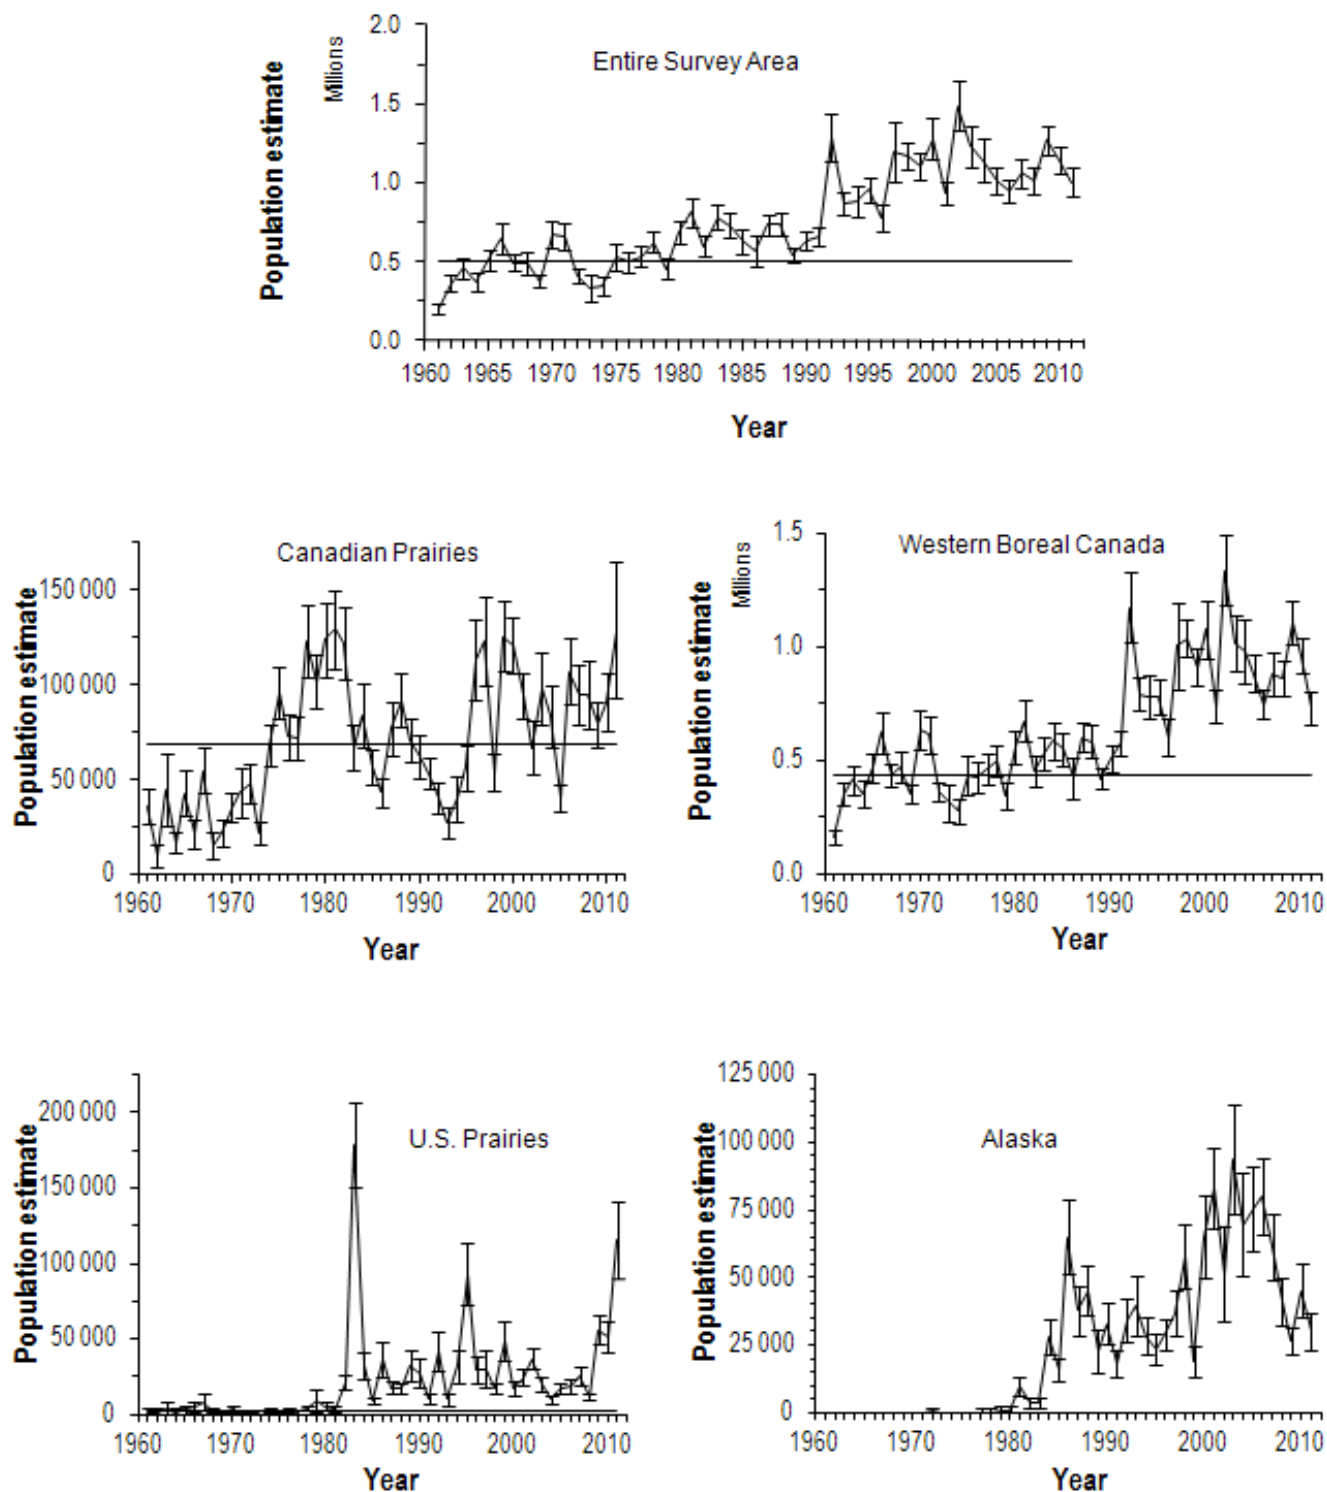 Entire Survey Area
Population estimate
Millions
2.0
1.5
1.0
0.5
0.0
1960 1965 1970 1975 1980 1985 1990 1995 2000 2005 2010
Year
Canadian Prairies
Population estimate
150 000
100 000
50 000
0
1960 1970 1980 1990 2000 2010
Year
Western Boreal Canada
Population estimate
Millions
1.5
1.0
0.5
0.0
1960 1970 1980 1990 2000 2010
Year
U.S. Prairies
Population estimate
200 000
150 000
100 000
50 000
0
1960 1970 1980 1990 2000 2010
Year
Alaska
Population estimate
125 000
100 000
75 000
50 000
25 000
0
1960 1970 1980 1990 2000 2010
Year